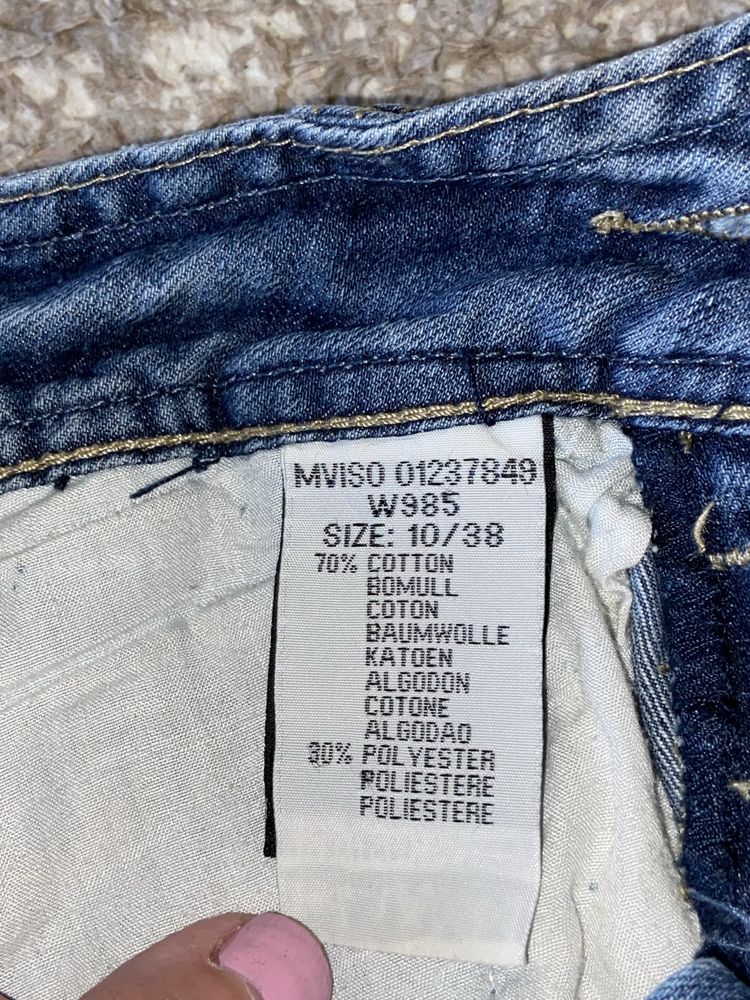 MVISO 01237849
W985
SIZE: 10/38
70% COTTON
BOMULL
COTON
BAUMWOLLE
KATOEN
ALGODON
COTONE
ALGODAO
30% POLYESTER
POLIESTERE
POLIESTERE